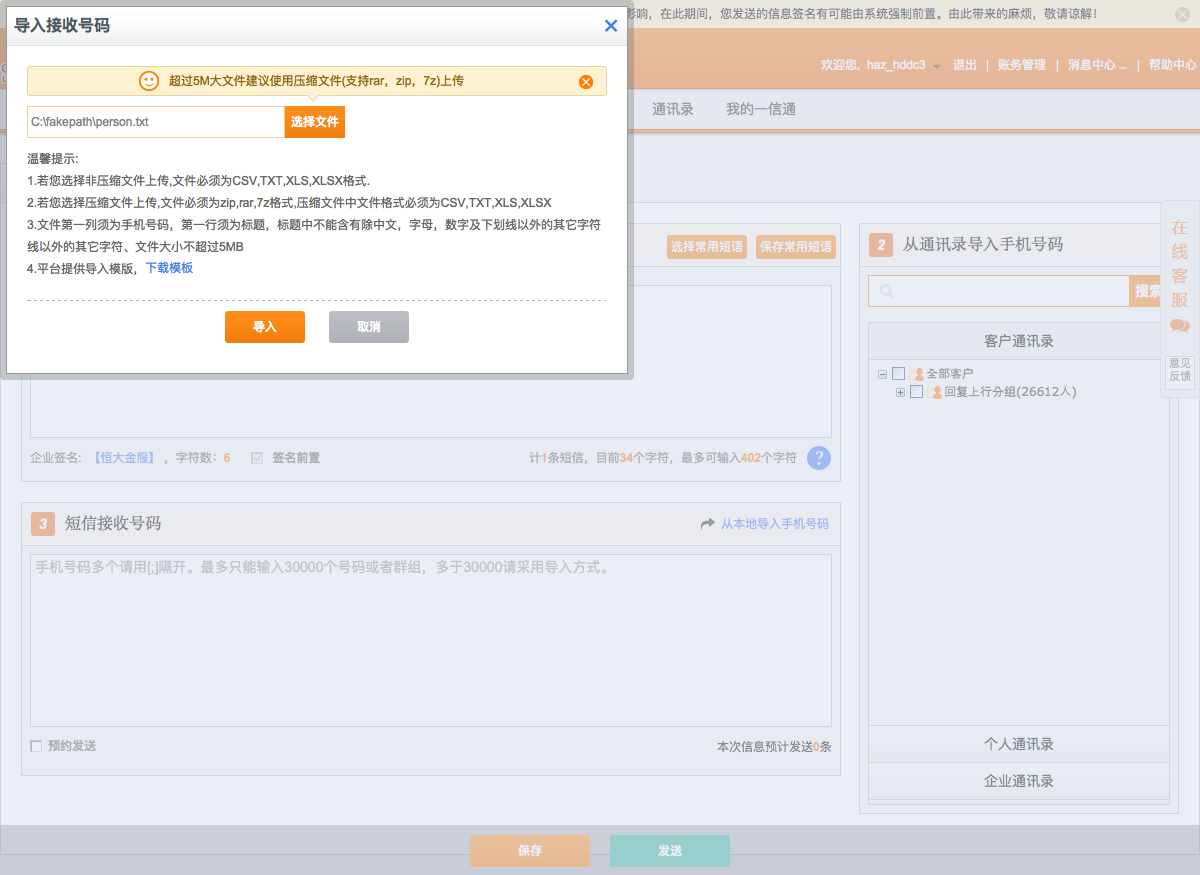 导入接收号码
影响，在此期间，您发送的信息签名有可能由系统强制前置。由此带来的麻烦，敬请谅解！
欢迎您, haz_hddc3 退出 | 账务管理 | 消息中心 ... | 帮助中心
通讯录 我的一信通
超过5M大文件建议使用压缩文件(支持rar，zip，7z)上传
C:\fakepath\person.txt 选择文件
温馨提示:
1.若您选择非压缩文件上传,文件必须为CSV,TXT,XLS,XLSX格式.
2.若您选择压缩文件上传,文件必须为zip,rar,7z格式,压缩文件中文件格式必须为CSV,TXT,XLS,XLSX
3.文件第一列须为手机号码，第一行须为标题，标题中不能含有除中文，字母，数字及下划线以外的其它字符
线以外的其它字符、文件大小不超过5MB
4.平台提供导入模版，下载模板
导入 取消
选择常用短语 保存常用短语
企业签名: 【恒大金服】 ，字符数: 6 签名前置
计1条短信，目前34个字符，最多可输入402个字符 ?
3 短信接收号码
从本地导入手机号码
手机号码多个请用[;]隔开。最多只能输入30000个号码或者群组，多于30000请采用导入方式。
预约发送
本次信息预计发送0条
2 从通讯录导入手机号码
搜索
客户通讯录
全部客户
回复上行分组(26612人)
个人通讯录
企业通讯录
在
线
客
服
意见
反馈
保存 发送